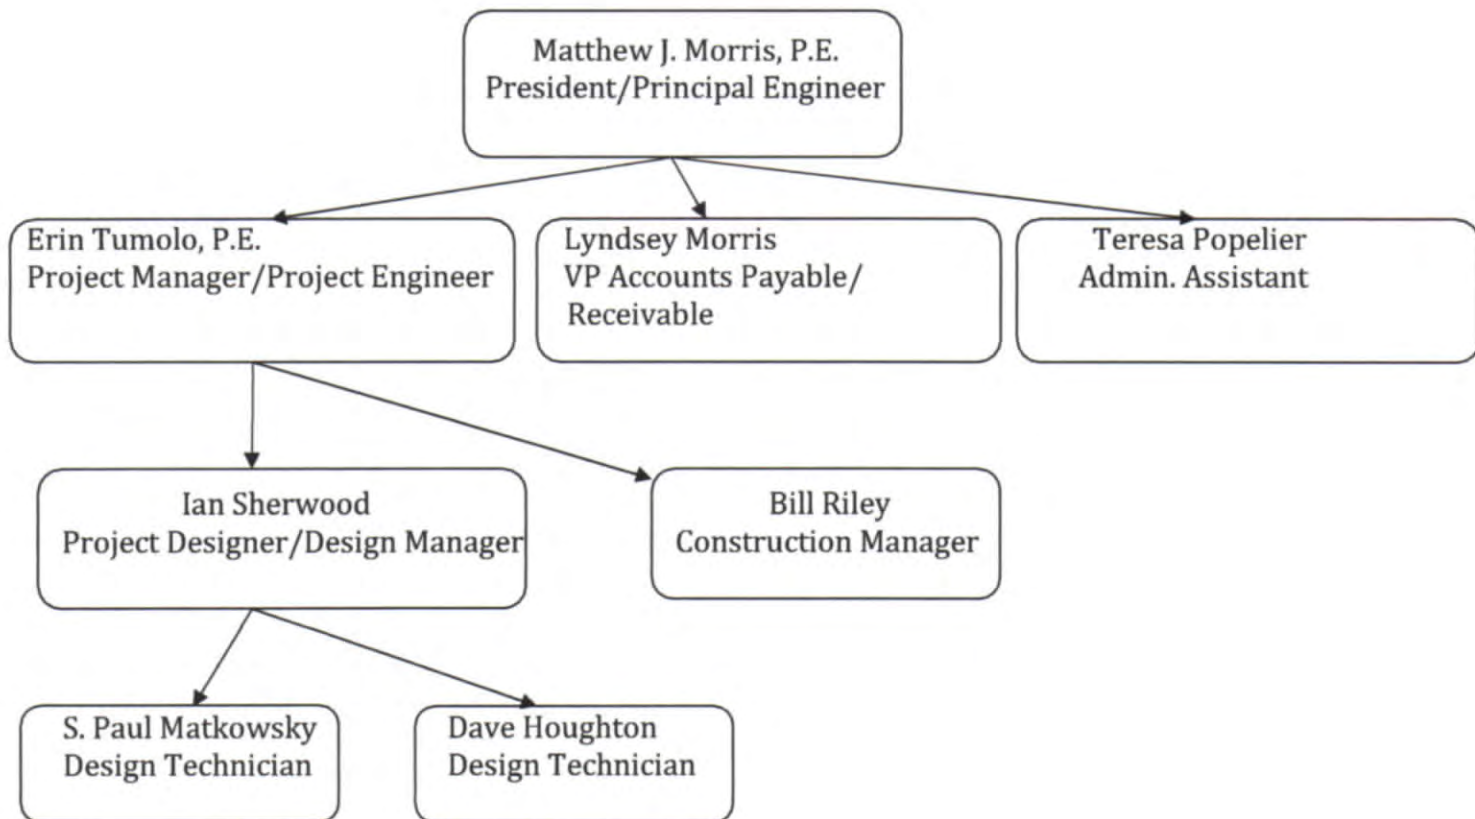 Matthew J. Morris, P.E.
President/Principal Engineer
Erin Tumolo, P.E.
Project Manager/Project Engineer
Lyndsey Morris
VP Accounts Payable/
Receivable
Teresa Popelier
Admin. Assistant
Ian Sherwood
Project Designer/Design Manager
Bill Riley
Construction Manager
S. Paul Matkowsky
Design Technician
Dave Houghton
Design Technician